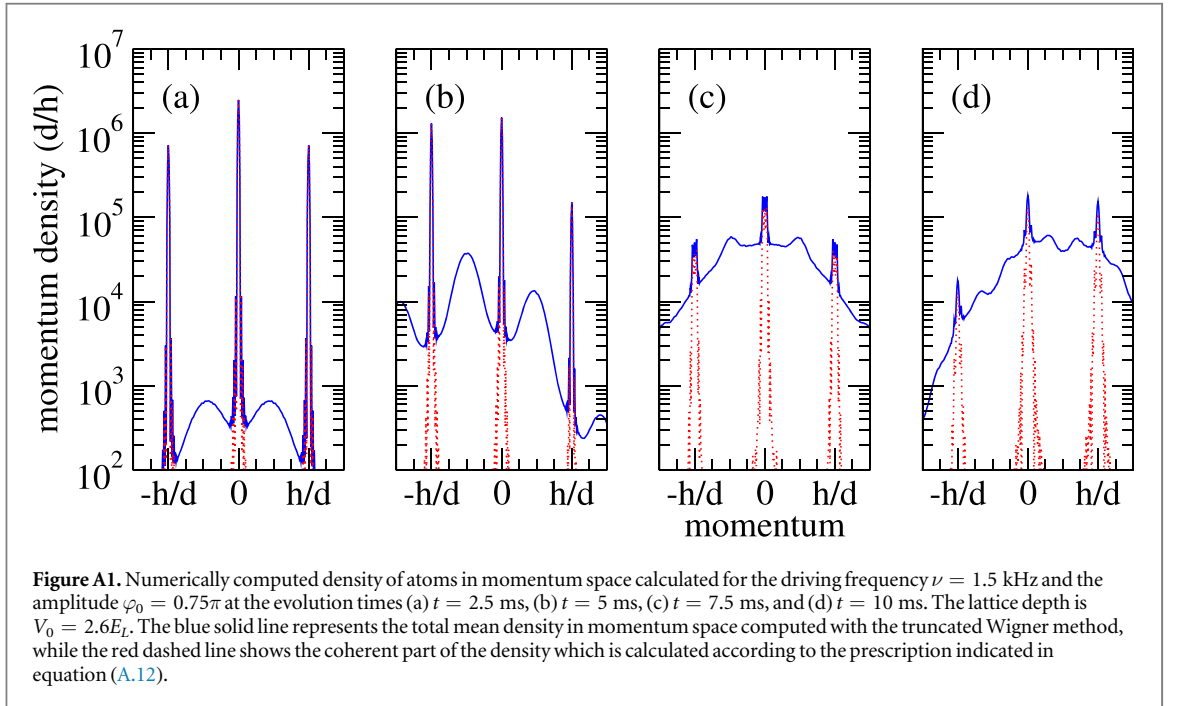 10^7
10^6
10^5
10^4
10^3
10^2
momentum density (d/h)
(a)
(b)
(c)
(d)
-h/d 0 h/d
-h/d 0 h/d
-h/d 0 h/d
-h/d 0 h/d
momentum
Figure A1. Numerically computed density of atoms in momentum space calculated for the driving frequency ν = 1.5 kHz and the
amplitude φ₀ = 0.75π at the evolution times (a) t = 2.5 ms, (b) t = 5 ms, (c) t = 7.5 ms, and (d) t = 10 ms. The lattice depth is
V₀ = 2.6E_L. The blue solid line represents the total mean density in momentum space computed with the truncated Wigner method,
while the red dashed line shows the coherent part of the density which is calculated according to the prescription indicated in
equation (A.12).